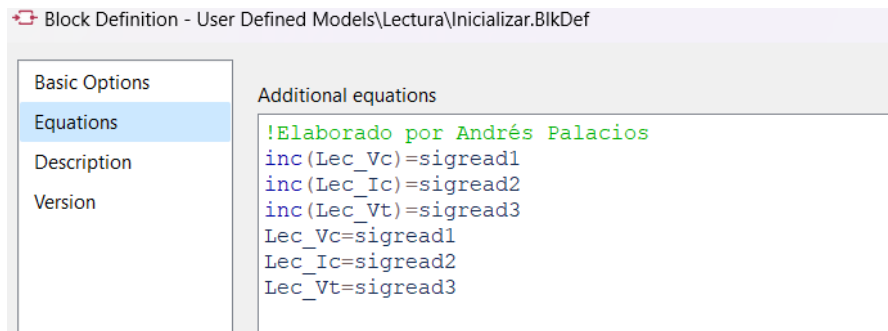 Block Definition - User Defined Models\Lectura\Inicializar.BlkDef
Basic Options
Equations
Description
Version
Additional equations
!Elaborado por Andrés Palacios
inc(Lec_Vc)=sigread1
inc(Lec_Ic)=sigread2
inc(Lec_Vt)=sigread3
Lec_Vc=sigread1
Lec_Ic=sigread2
Lec_Vt=sigread3